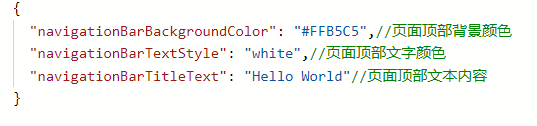 {
"navigationBarBackgroundColor": "#FFB5C5",//页面顶部背景颜色
"navigationBarTextStyle": "white",//页面顶部文字颜色
"navigationBarTitleText": "Hello World"//页面顶部文本内容
}